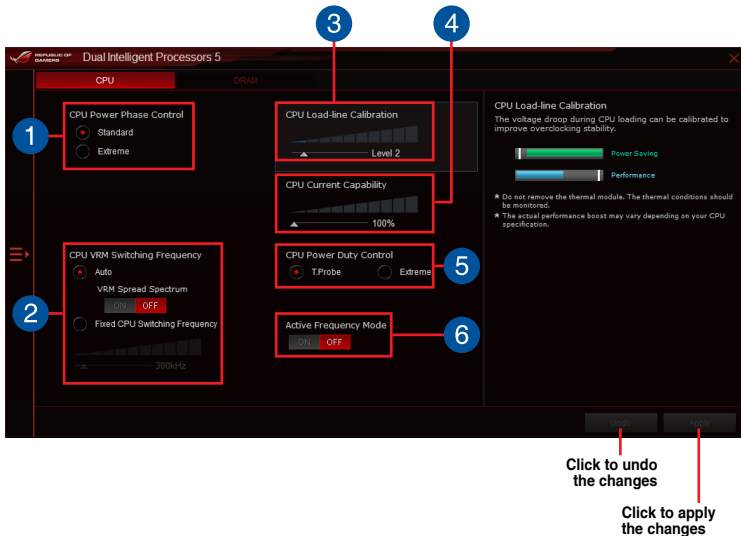 3
4
REPUBLIC OF
GAMERS
Dual Intelligent Processors 5
CPU
DRAM
1
CPU Power Phase Control
Standard
Extreme
CPU Load-line Calibration
Level 2
CPU Current Capability
100%
2
CPU VRM Switching Frequency
Auto
VRM Spread Spectrum
ON OFF
Fixed CPU Switching Frequency
300kHz
CPU Power Duty Control
T.Probe Extreme
5
Active Frequency Mode
ON OFF
6
CPU Load-line Calibration
The voltage droop during CPU loading can be calibrated to
improve overclocking stability.
Power Saving
Performance
* Do not remove the thermal module. The thermal conditions should
be monitored.
* The actual performance boost may vary depending on your CPU
specification.
Undo
Apply
Click to undo
the changes
Click to apply
the changes